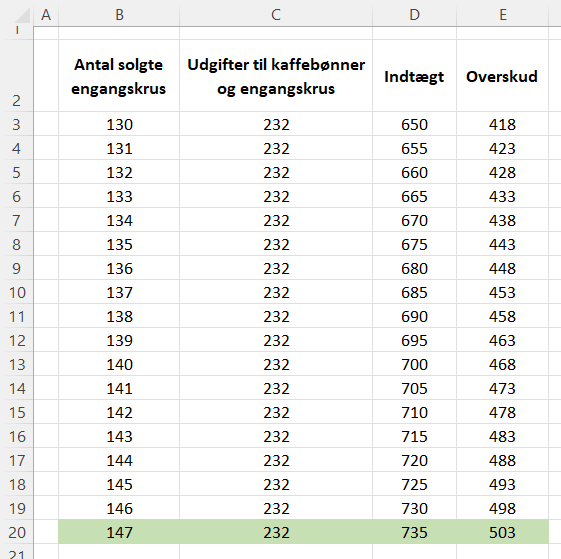 A B C D E
1
2 Antal solgte engangskrus Udgifter til kaffebønner og engangskrus Indtægt Overskud
3 130 232 650 418
4 131 232 655 423
5 132 232 660 428
6 133 232 665 433
7 134 232 670 438
8 135 232 675 443
9 136 232 680 448
10 137 232 685 453
11 138 232 690 458
12 139 232 695 463
13 140 232 700 468
14 141 232 705 473
15 142 232 710 478
16 143 232 715 483
17 144 232 720 488
18 145 232 725 493
19 146 232 730 498
20 147 232 735 503
21